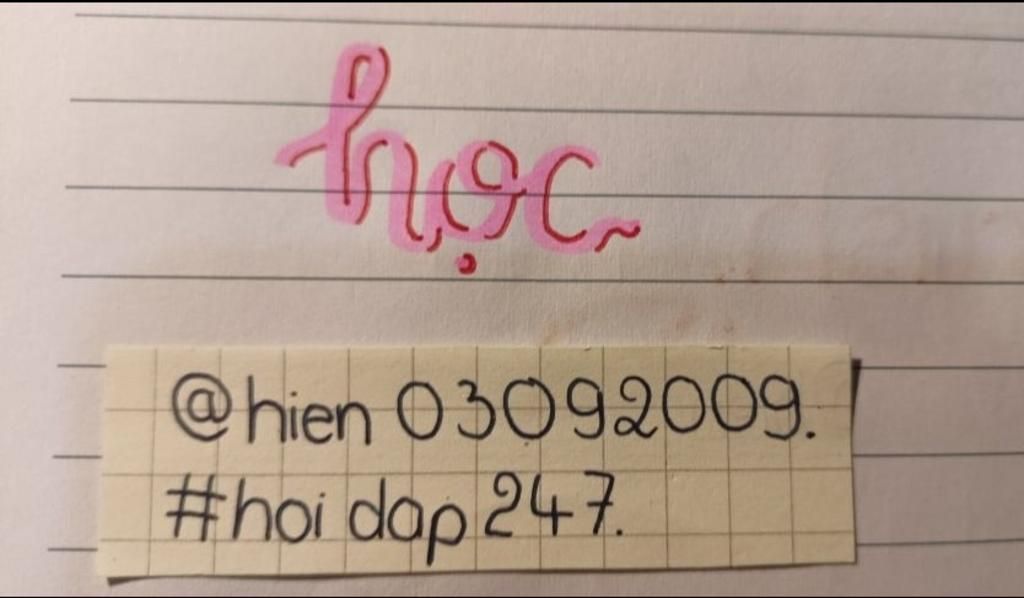 học
@hien 03092009.
#hoi dap 247.